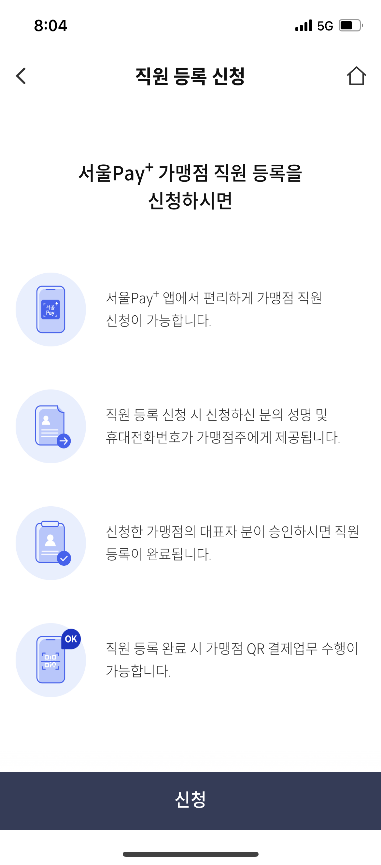 8:04
5G
직원 등록 신청
서울Pay+ 가맹점 직원 등록을
신청하시면
서울
Pay+
서울Pay+ 앱에서 편리하게 가맹점 직원
신청이 가능합니다.
직원 등록 신청 시 신청하신 분의 성명 및
휴대전화번호가 가맹점주에게 제공됩니다.
신청한 가맹점의 대표자 분이 승인하시면 직원
등록이 완료됩니다.
OK
직원 등록 완료 시 가맹점 QR 결제업무 수행이
가능합니다.
신청